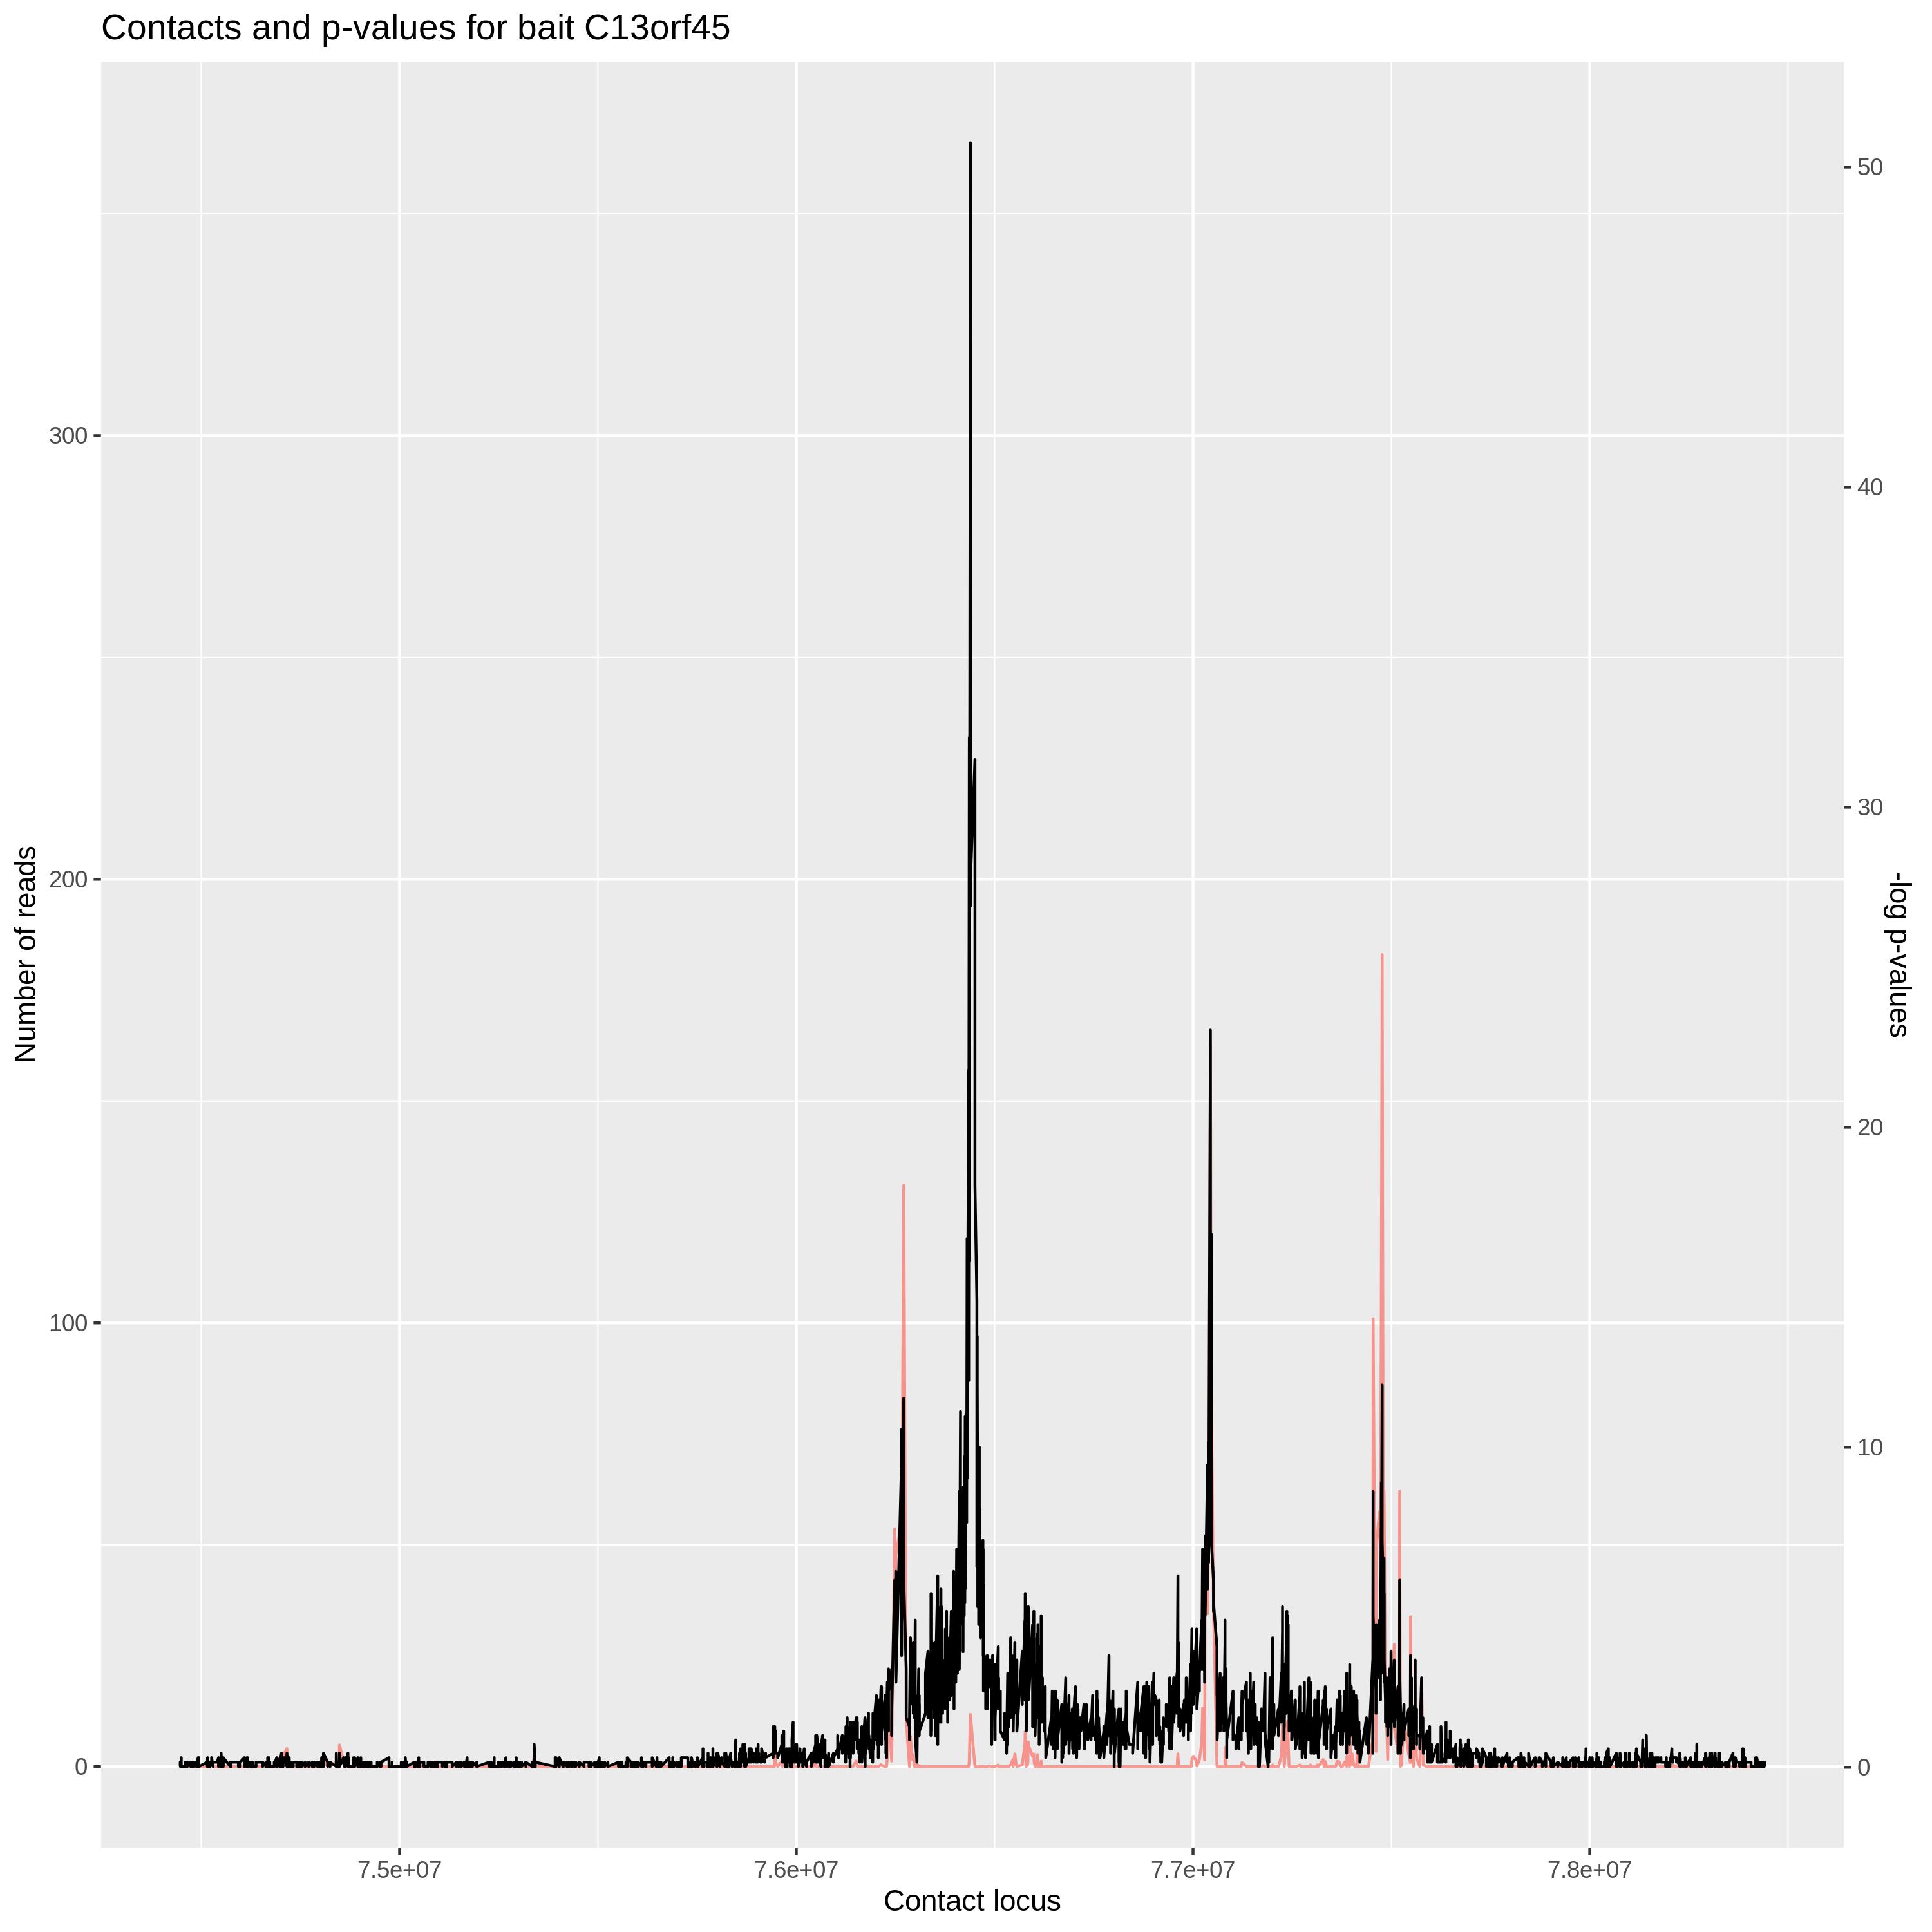 Contacts and p-values for bait C13orf45
Number of reads
300
200
100
0
50
40
30
20
10
0
-log p-values
7.5e+07 7.6e+07 7.7e+07 7.8e+07
Contact locus